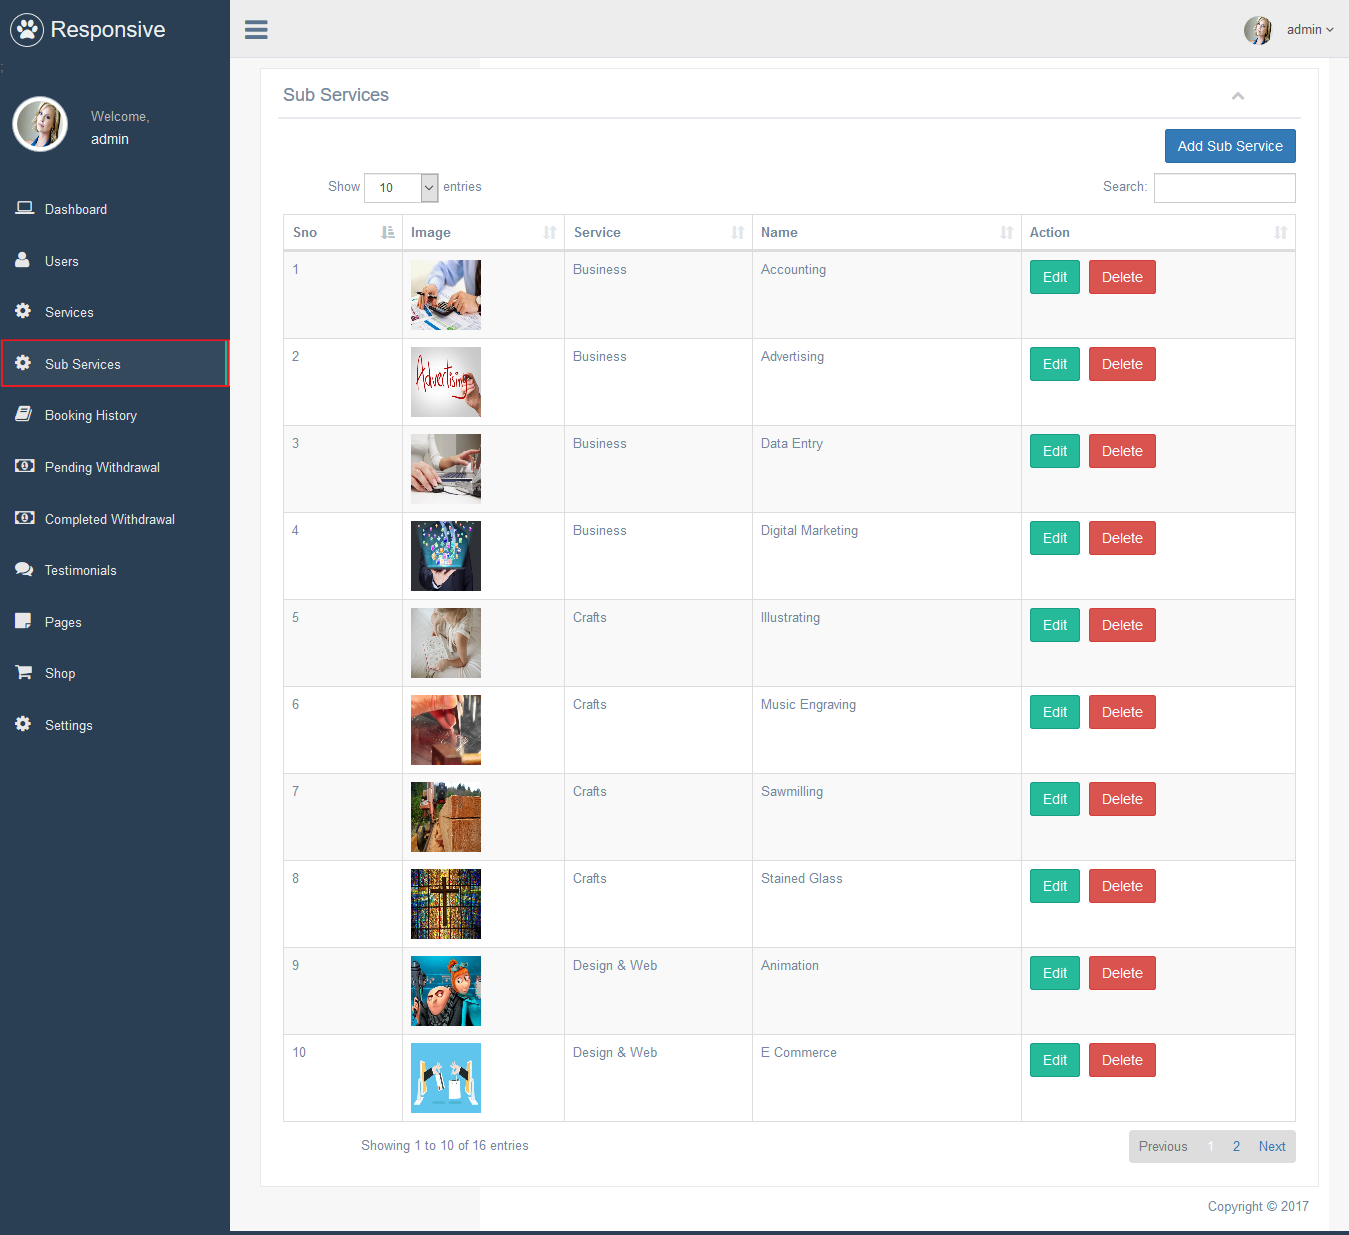 Responsive
admin
;
Welcome,
admin
Dashboard
Users
Services
Sub Services
Booking History
Pending Withdrawal
Completed Withdrawal
Testimonials
Pages
Shop
Settings
Sub Services
Add Sub Service
Show 10 entries Search:
Sno Image Service Name Action
1 Business Accounting Edit Delete
2 Advertising Business Advertising Edit Delete
3 Business Data Entry Edit Delete
4 Business Digital Marketing Edit Delete
5 Crafts Illustrating Edit Delete
6 Crafts Music Engraving Edit Delete
7 Crafts Sawmilling Edit Delete
8 Crafts Stained Glass Edit Delete
9 Design & Web Animation Edit Delete
10 Design & Web E Commerce Edit Delete
Showing 1 to 10 of 16 entries Previous 1 2 Next
Copyright © 2017